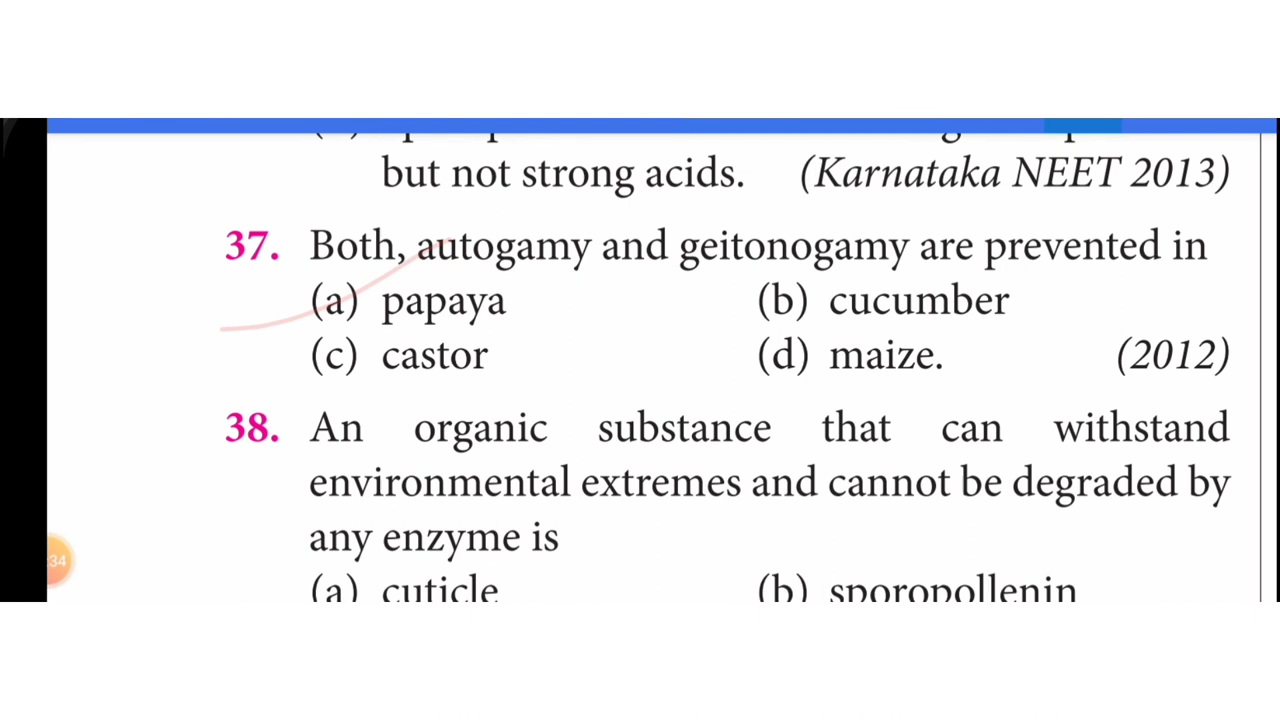 but not strong acids. (Karnataka NEET 2013)
37. Both, autogamy and geitonogamy are prevented in
(a) papaya (b) cucumber
(c) castor (d) maize. (2012)
38. An organic substance that can withstand
environmental extremes and cannot be degraded by
any enzyme is
34
(a) cuticle (b) sporopollenin